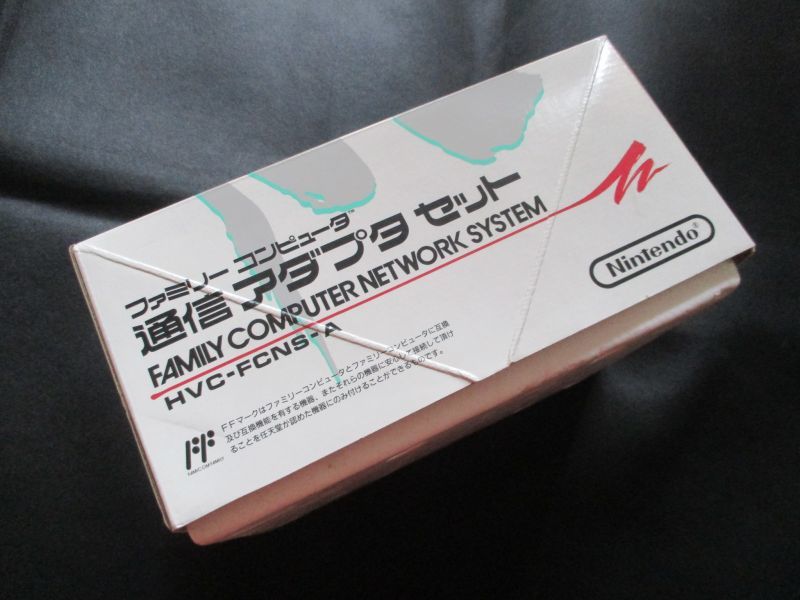 ファミリー コンピュータ™
通信アダプタ セット
FAMILY COMPUTER NETWORK SYSTEM
HVC-FCNS-A
Nintendo®
FFマークはファミリーコンピュータとファミリーコンピュータに互換
及び互換機能を有する機器、またそれらの機器に安心して接続して頂け
ることを任天堂が認めた機器にのみ付けることができるものです。
FAMICOM FAMILY